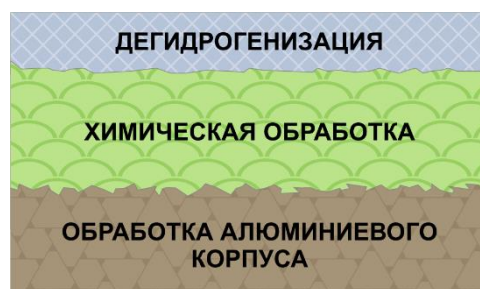 ДЕГИДРОГЕНИЗАЦИЯ
ХИМИЧЕСКАЯ ОБРАБОТКА
ОБРАБОТКА АЛЮМИНИЕВОГО
КОРПУСА